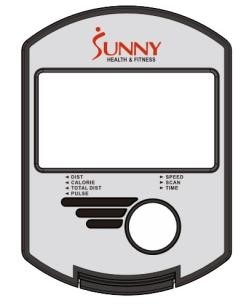 SUNNY
HEALTH & FITNESS
◄ DIST
◄ CALORIE
◄ TOTAL DIST
◄ PULSE
► SPEED
► SCAN
► TIME